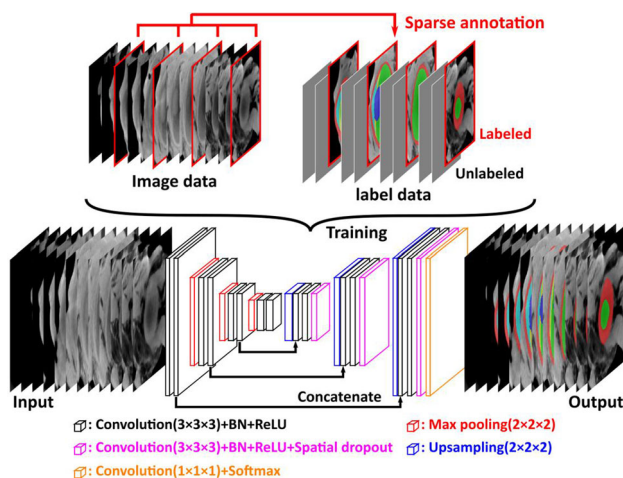 Sparse annotation
Labeled
Unlabeled
Image data
label data
Training
Input
Concatenate
Output
: Convolution(3×3×3)+BN+ReLU
: Max pooling(2×2×2)
: Convolution(3×3×3)+BN+ReLU+Spatial dropout
: Upsampling(2×2×2)
: Convolution(1×1×1)+Softmax